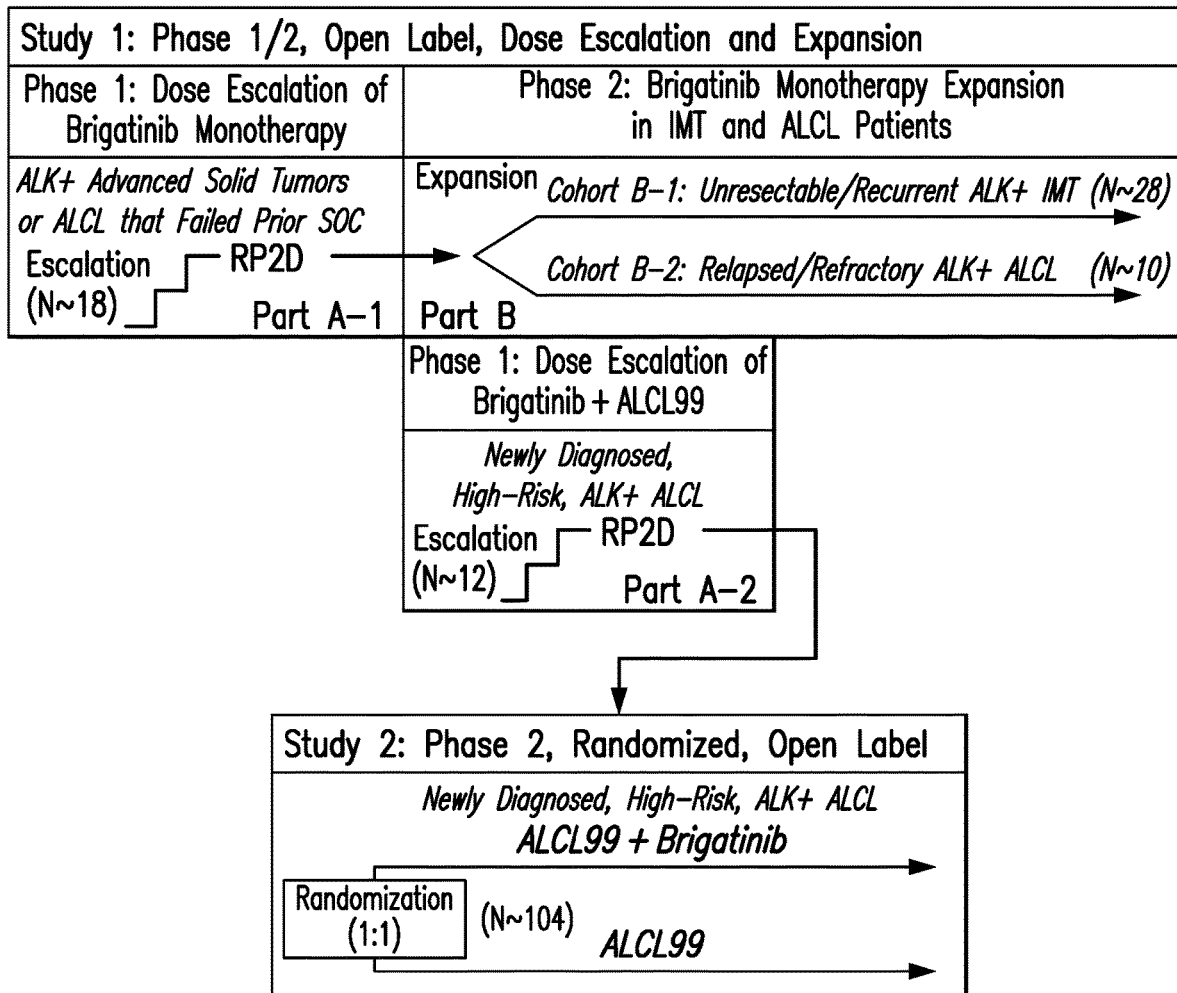 Study 1: Phase 1/2, Open Label, Dose Escalation and Expansion
Phase 1: Dose Escalation of
Brigatinib Monotherapy
Phase 2: Brigatinib Monotherapy Expansion
in IMT and ALCL Patients
ALK+ Advanced Solid Tumors
or ALCL that Failed Prior SOC
Escalation
(N~18)
RP2D
Part A-1
Expansion
Cohort B-1: Unresectable/Recurrent ALK+ IMT (N~28)
Cohort B-2: Relapsed/Refractory ALK+ ALCL (N~10)
Part B
Phase 1: Dose Escalation of
Brigatinib + ALCL99
Newly Diagnosed,
High-Risk, ALK+ ALCL
Escalation
(N~12)
RP2D
Part A-2
Study 2: Phase 2, Randomized, Open Label
Newly Diagnosed, High-Risk, ALK+ ALCL
ALCL99 + Brigatinib
Randomization
(1:1)
(N~104)
ALCL99